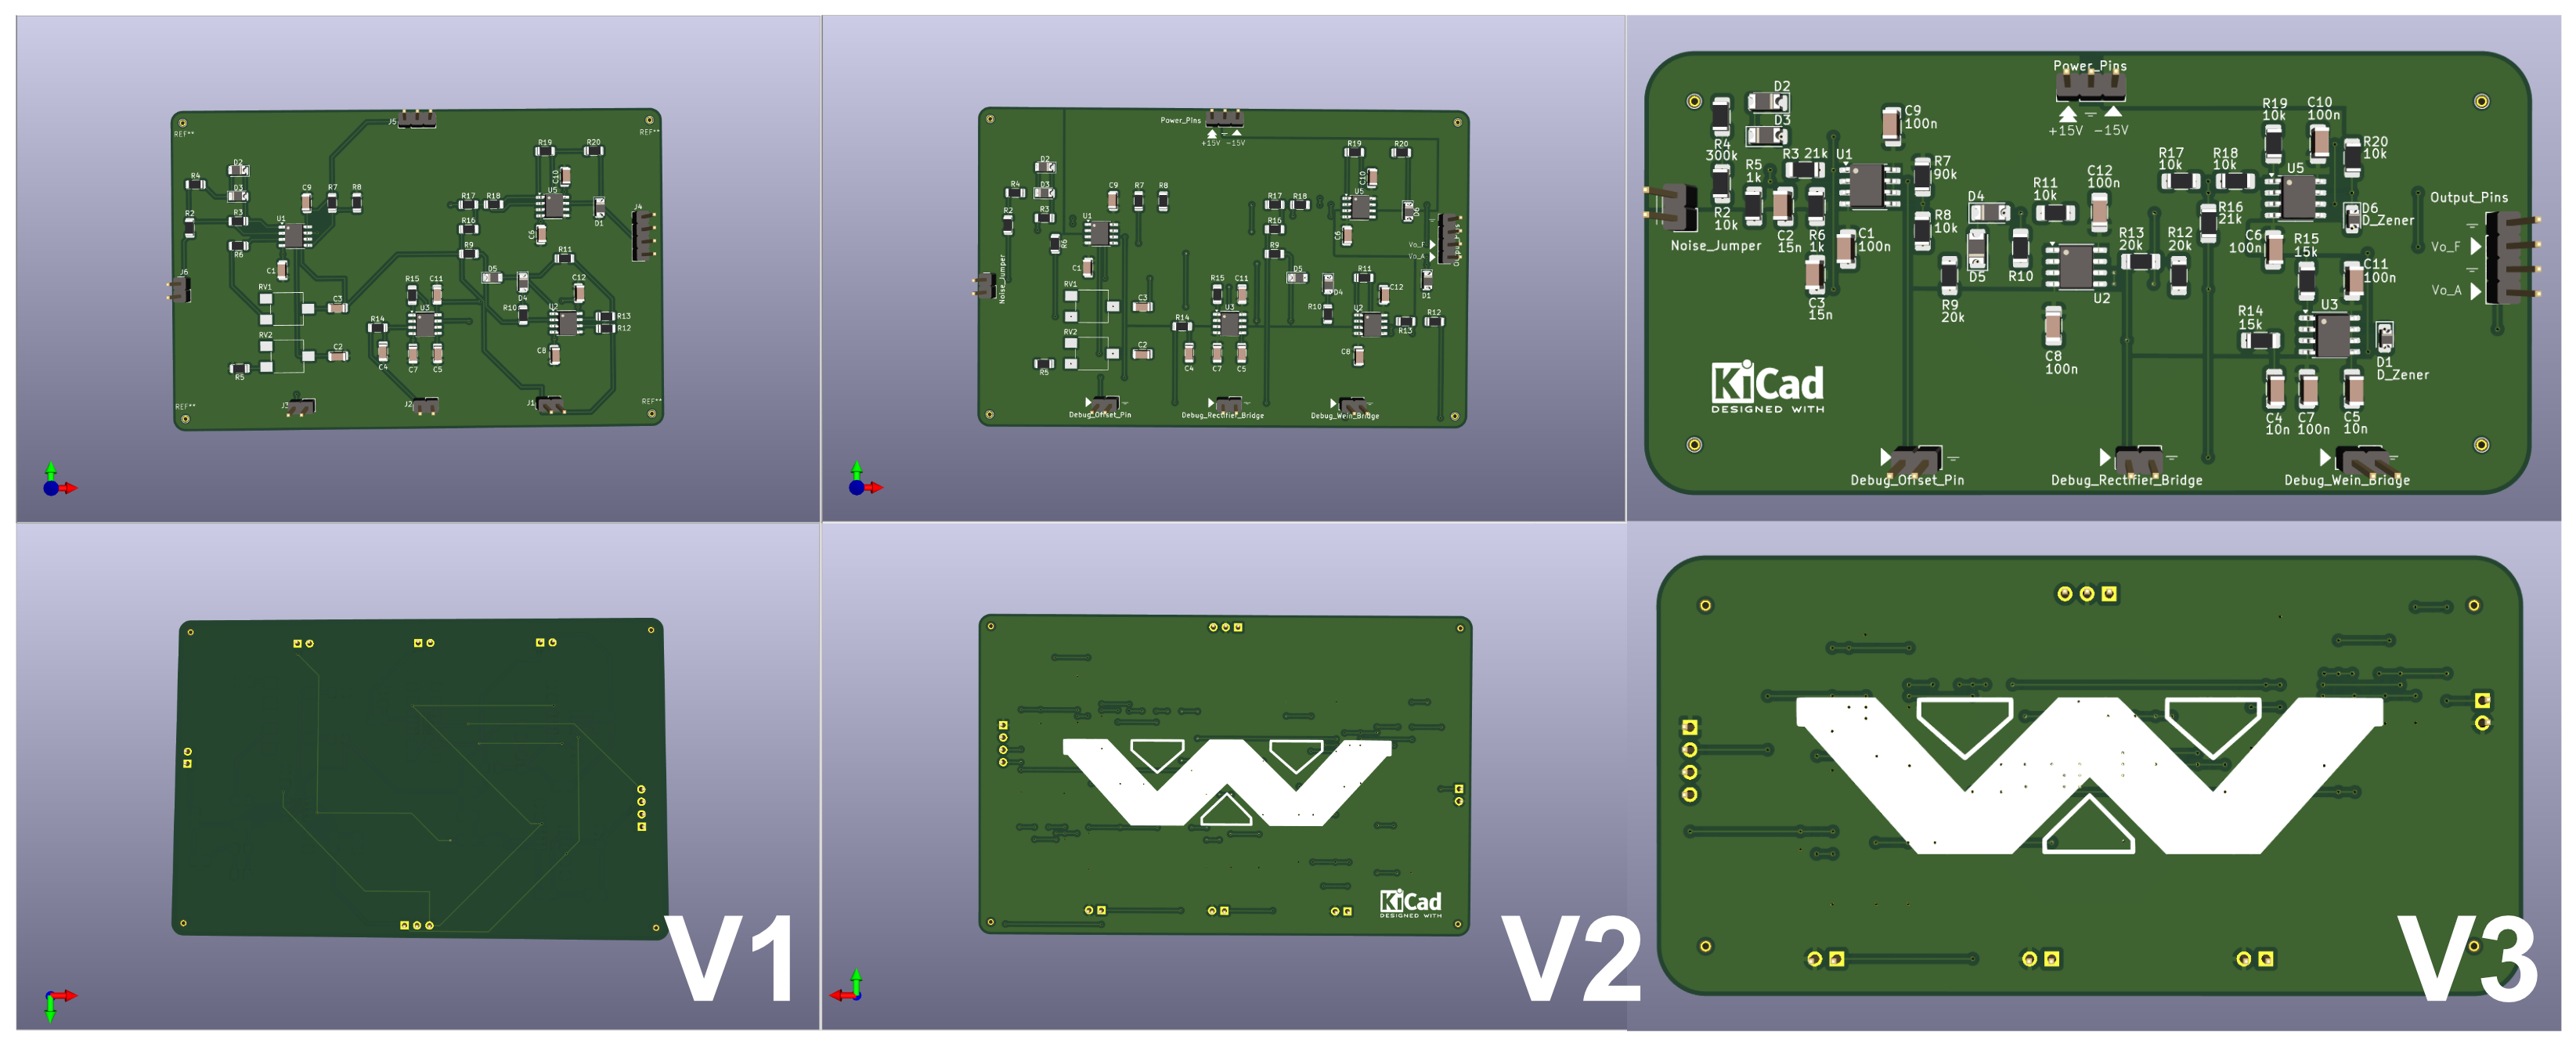 J5
REF**
REF**
D2
R4
D3
C9
R7
R8
R2
R3
U1
R6
C1
J6
RV1
C3
RV2
C2
R5
R19
R20
C10
U5
R17
R18
D1
J4
R16
C6
R9
R11
D5
D4
C12
R15
C11
R10
U2
R13
R12
U3
R14
C4
C7
C5
C8
REF**
REF**
J3
J2
J1
Power_Pins
+15V -15V
D2
R4
D3
C9
R7
R8
R2
R3
U1
R6
C1
Noise_Jumper
RV1
C3
RV2
C2
R5
R19
R20
C10
U5
R17
R18
D6
R16
C6
Vo_F
Vo_A
R9
R11
D5
D4
D1
R15
C11
C12
R10
U2
R13
R12
U3
R14
C4
C7
C5
C8
Debug_Offset_Pin
Debug_Rectifier_Bridge
Debug_Wein_Bridge
Power_Pins
+15V -15V
D2
D3
R4
300k
C9
100n
R5
1k
R3 21k
U1
R7
90k
R2
10k
C2
15n
R6
1k
C1
100n
R8
10k
Noise_Jumper
C3
15n
D4
D5
R9
20k
R10
R11
10k
C12
100n
U2
R13
20k
R12
20k
C8
100n
R17
10k
R18
10k
R16
21k
R19
10k
C10
100n
R20
10k
U5
D6
D_Zener
C6
100n
R15
15k
C11
100n
Output_Pins
Vo_F
Vo_A
R14
15k
U3
D1
D_Zener
C4
10n
C7
100n
C5
10n
KiCad
DESIGNED WITH
Debug_Offset_Pin
Debug_Rectifier_Bridge
Debug_Wein_Bridge
V1
KiCad
DESIGNED WITH
V2
V3